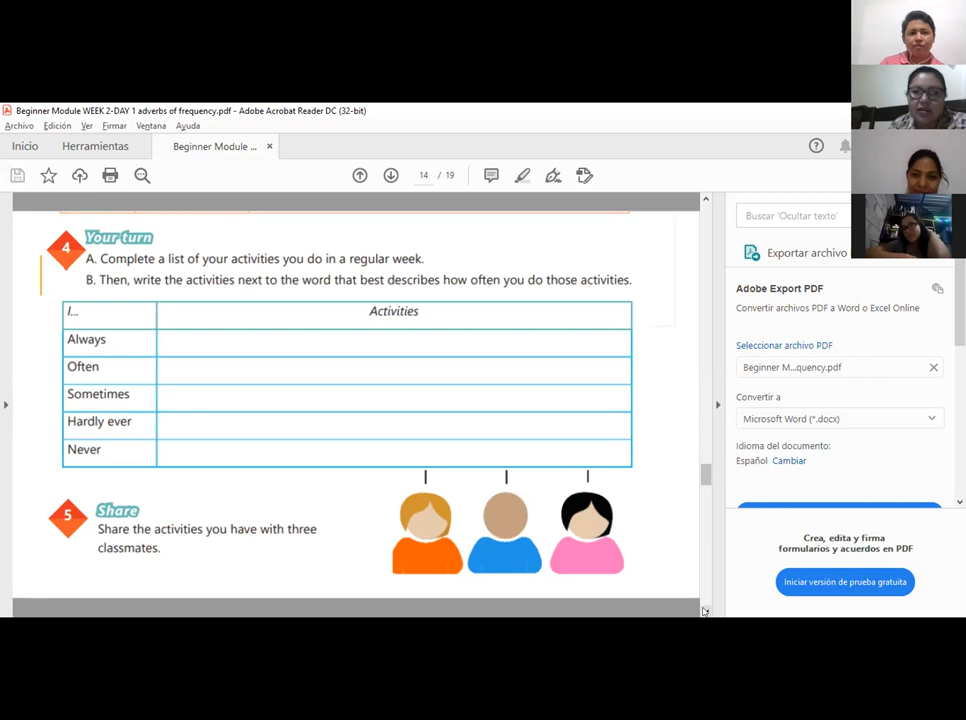 Beginner Module WEEK 2-DAY 1 adverbs of frequency.pdf - Adobe Acrobat Reader DC (32-bit)
Archivo Edición Ver Firmar Ventana Ayuda
Inicio Herramientas Beginner Module ... ×
14 / 19
Buscar 'Ocultar texto'
Exportar archivo
Adobe Export PDF
Convertir archivos PDF a Word o Excel Online
Seleccionar archivo PDF
Beginner M...quency.pdf
Convertir a
Microsoft Word (*.docx)
Idioma del documento:
Español Cambiar
Crea, edita y firma
formularios y acuerdos en PDF
Iniciar versión de prueba gratuita
4 Your turn
A. Complete a list of your activities you do in a regular week.
B. Then, write the activities next to the word that best describes how often you do those activities.
I... Activities
Always
Often
Sometimes
Hardly ever
Never
5 Share
Share the activities you have with three
classmates.